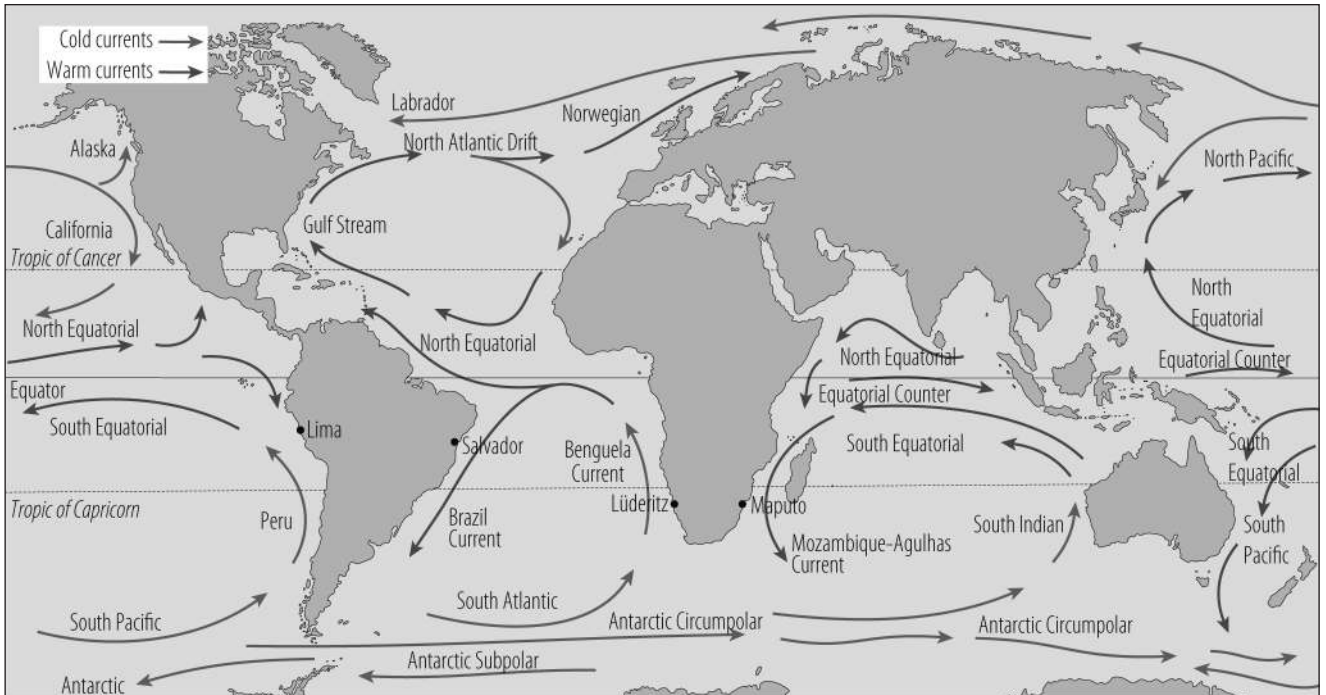 Cold currents
Warm currents
Labrador
Norwegian
North Atlantic Drift
Alaska
North Pacific
Gulf Stream
California
Tropic of Cancer
North
Equatorial
North Equatorial
North Equatorial
North Equatorial
Equatorial Counter
Equator
Equatorial Counter
South Equatorial
Lima
Salvador
Benguela
Current
South Equatorial
South
Equatorial
Tropic of Capricorn
Lüderitz
Maputo
Peru
Brazil
Current
South Indian
South
Pacific
Mozambique-Agulhas
Current
South Pacific
South Atlantic
Antarctic Circumpolar
Antarctic Circumpolar
Antarctic Subpolar
Antarctic